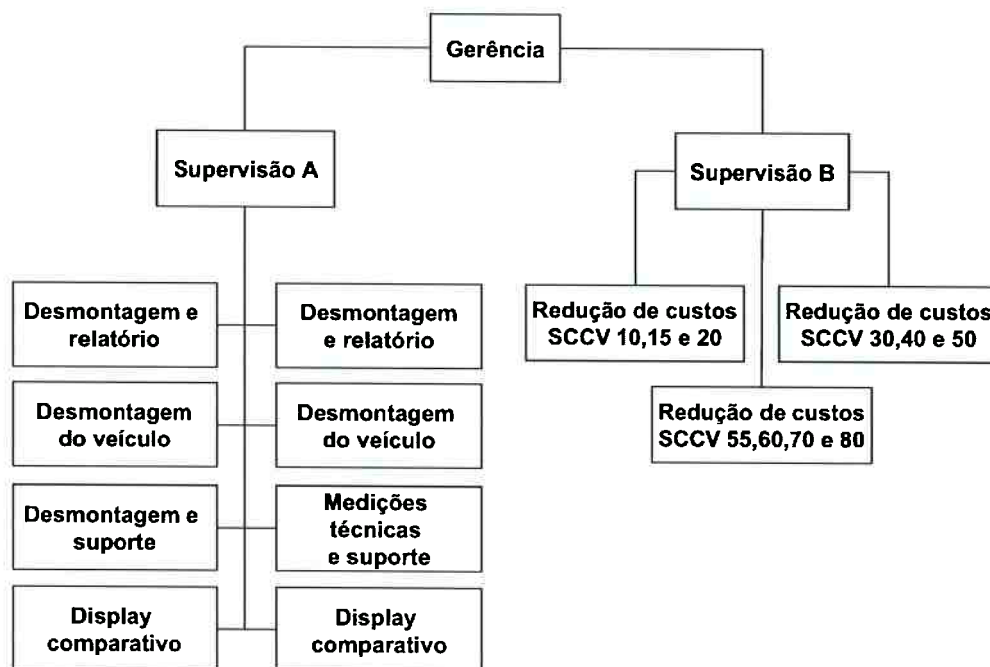 Gerência
Supervisão A
Supervisão B
Desmontagem e
relatório
Desmontagem
e relatório
Redução de custos
SCCV 10,15 e 20
Redução de custos
SCCV 30,40 e 50
Desmontagem
do veículo
Desmontagem
do veículo
Redução de custos
SCCV 55,60,70 e 80
Desmontagem e
suporte
Medições
técnicas
e suporte
Display
comparativo
Display
comparativo